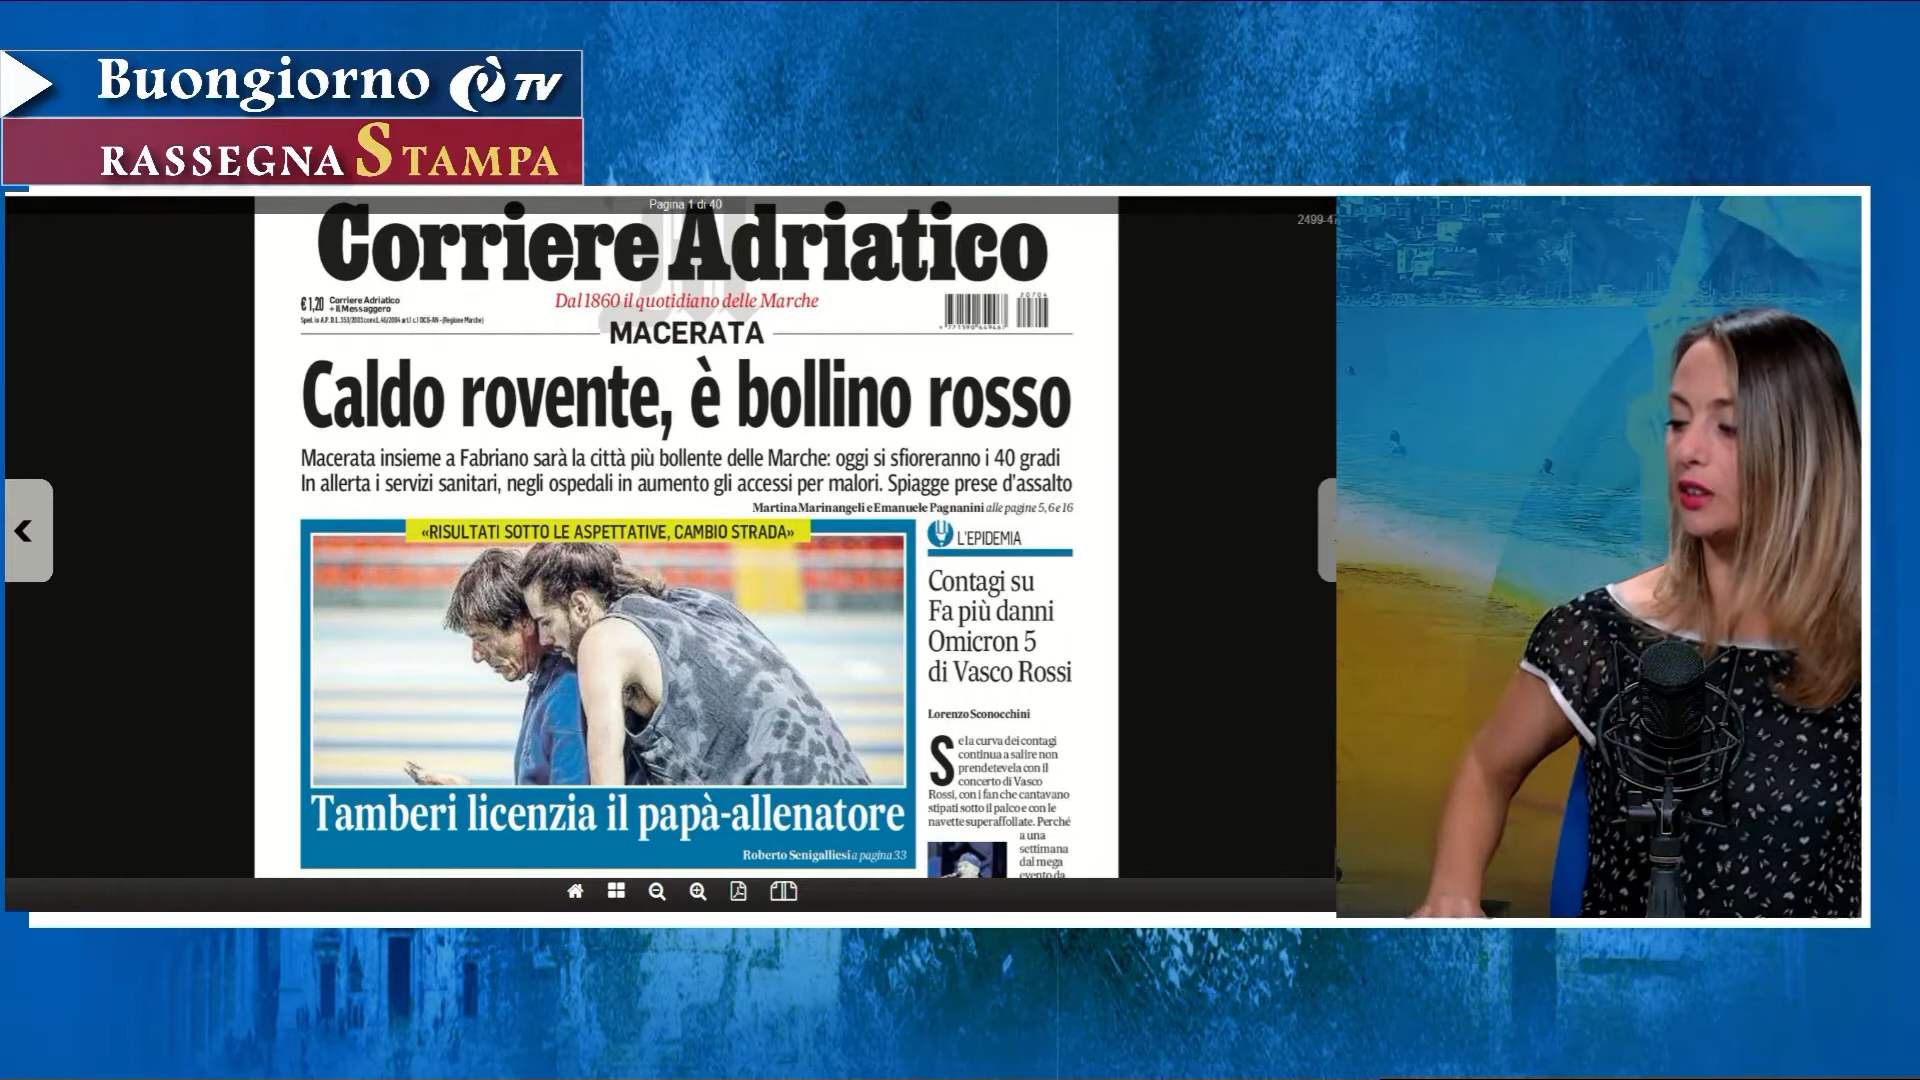 Buongiorno èTV
RASSEGNA STAMPA
Pagina 1 di 40
2499-47
Corriere Adriatico
€ 1,20 Corriere Adriatico
+ Il Messaggero
Dal 1860 il quotidiano delle Marche
20704
MACERATA
Caldo rovente, è bollino rosso
Macerata insieme a Fabriano sarà la città più bollente delle Marche: oggi si sfioreranno i 40 gradi
In allerta i servizi sanitari, negli ospedali in aumento gli accessi per malori. Spiagge prese d'assalto
Martina Marinangeli e Emanuele Pagnanini alle pagine 5, 6 e 16
«RISULTATI SOTTO LE ASPETTATIVE, CAMBIO STRADA»
Tamberi licenzia il papà-allenatore
Roberto Senigalliesi a pagina 33
L'EPIDEMIA
Contagi su
Fa più danni
Omicron 5
di Vasco Rossi
Lorenzo Sconocchini
Se la curva dei contagi
continua a salire non
prendetevela con il
concerto di Vasco
Rossi, con i fan che cantavano
stipati sotto il palco e con le
navette superaffollate. Perché
a una
settimana
dal mega
evento da